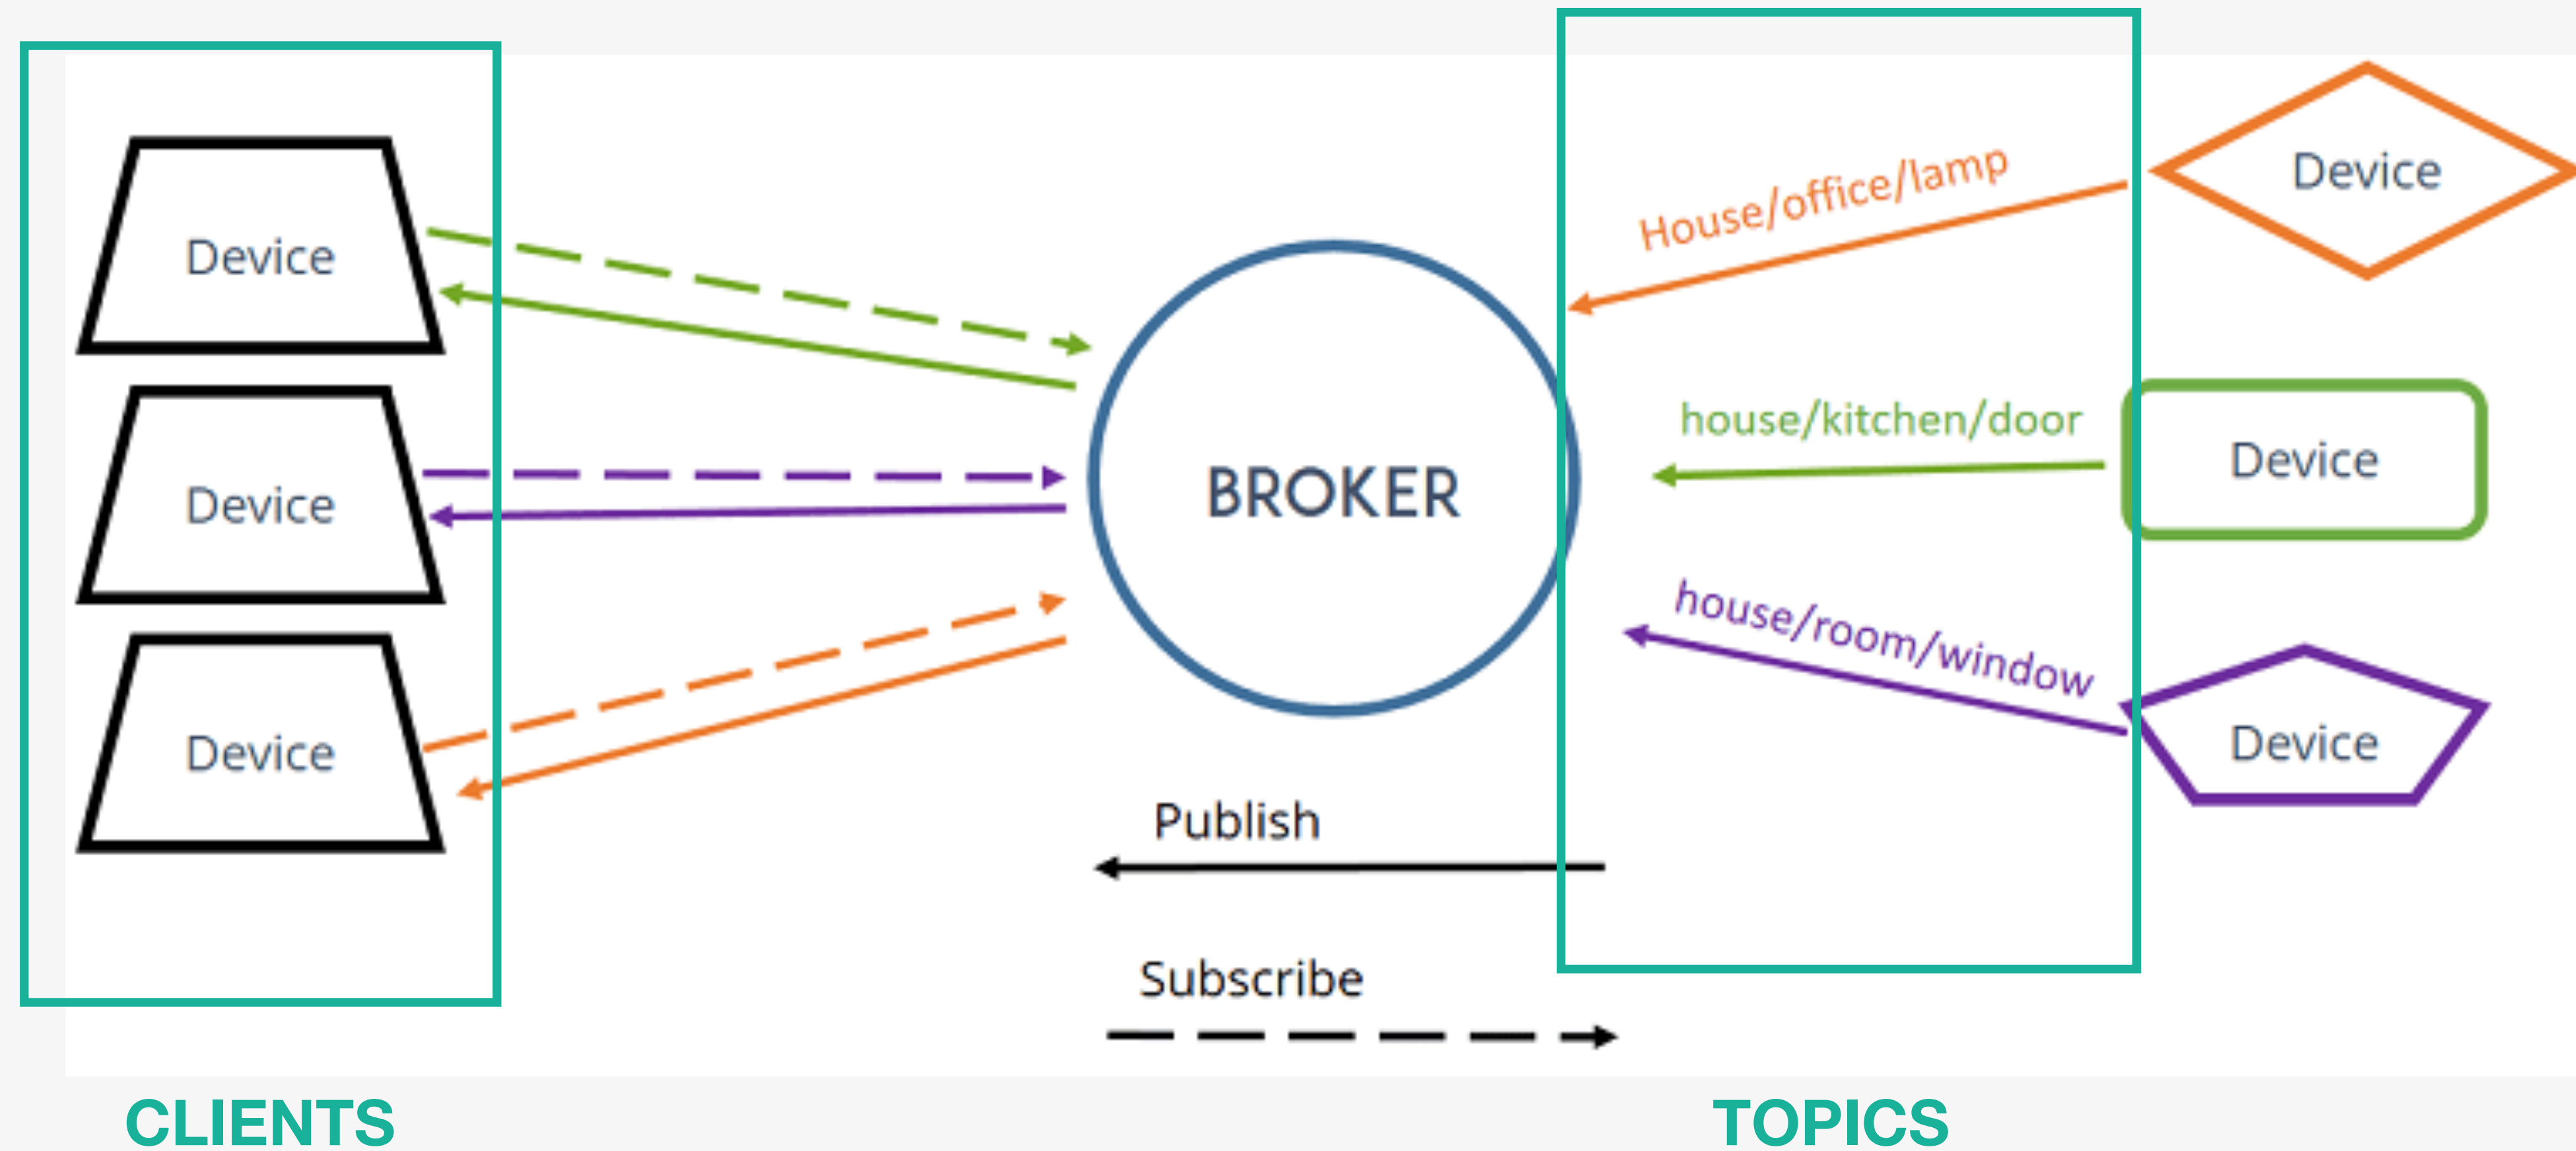 Device
Device
Device
BROKER
House/office/lamp
house/kitchen/door
house/room/window
Device
Device
Device
Publish
Subscribe
CLIENTS
TOPICS